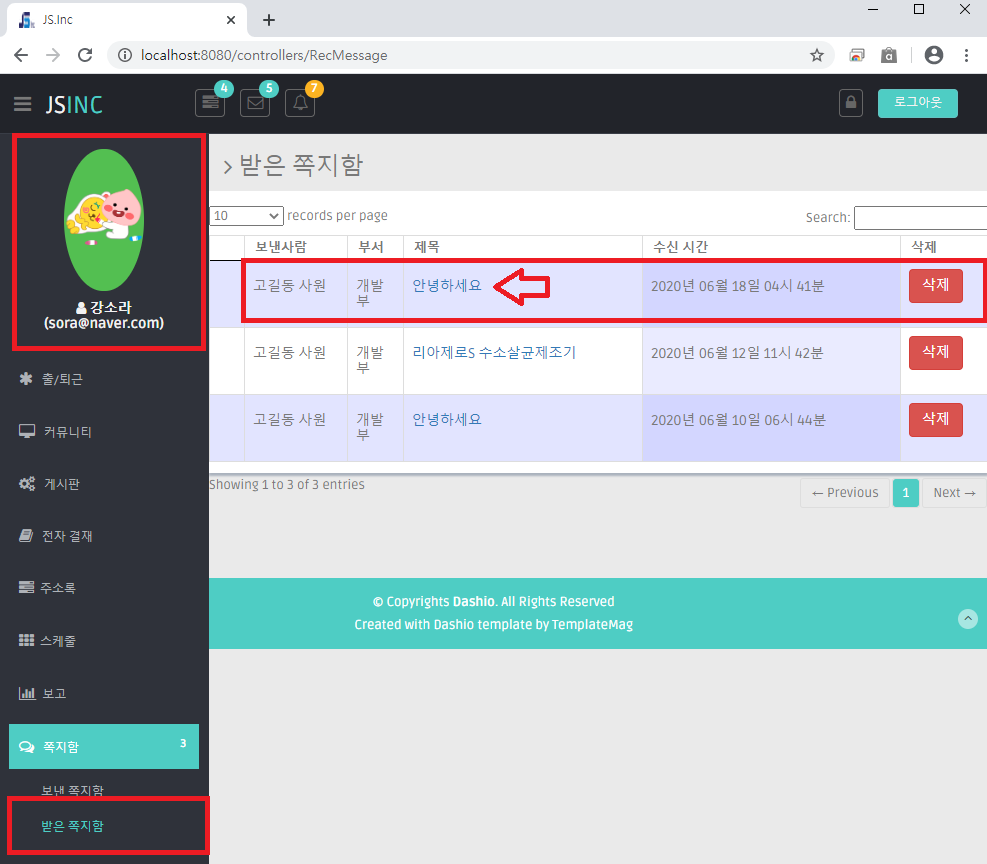 JS.Inc
localhost:8080/controllers/RecMessage
JSINC
4
5
7
로그아웃
강소라
(sora@naver.com)
출/퇴근
커뮤니티
게시판
전자 결재
주소록
스케줄
보고
쪽지함 3
보낸 쪽지함
받은 쪽지함
받은 쪽지함
10 records per page
Search:
보낸사람 부서 제목 수신 시간 삭제
고길동 사원 개발부 안녕하세요 2020년 06월 18일 04시 41분 삭제
고길동 사원 개발부 리아제로S 수소살균제조기 2020년 06월 12일 11시 42분 삭제
고길동 사원 개발부 안녕하세요 2020년 06월 10일 06시 44분 삭제
Showing 1 to 3 of 3 entries
← Previous 1 Next →
© Copyrights Dashio. All Rights Reserved
Created with Dashio template by TemplateMag